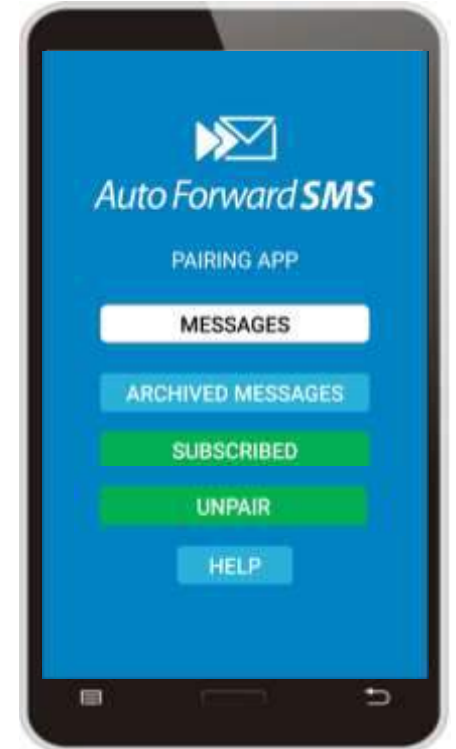 Auto Forward SMS
PAIRING APP
MESSAGES
ARCHIVED MESSAGES
SUBSCRIBED
UNPAIR
HELP